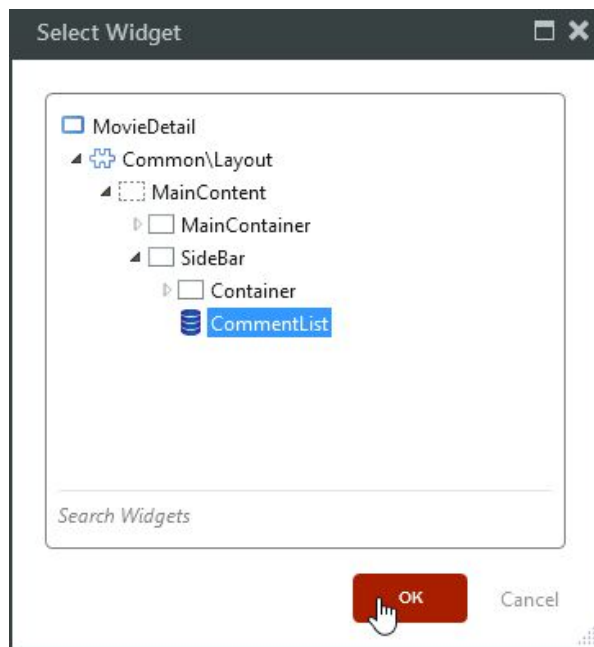 Select Widget
MovieDetail
Common\Layout
MainContent
MainContainer
SideBar
Container
CommentList
Search Widgets
OK
Cancel